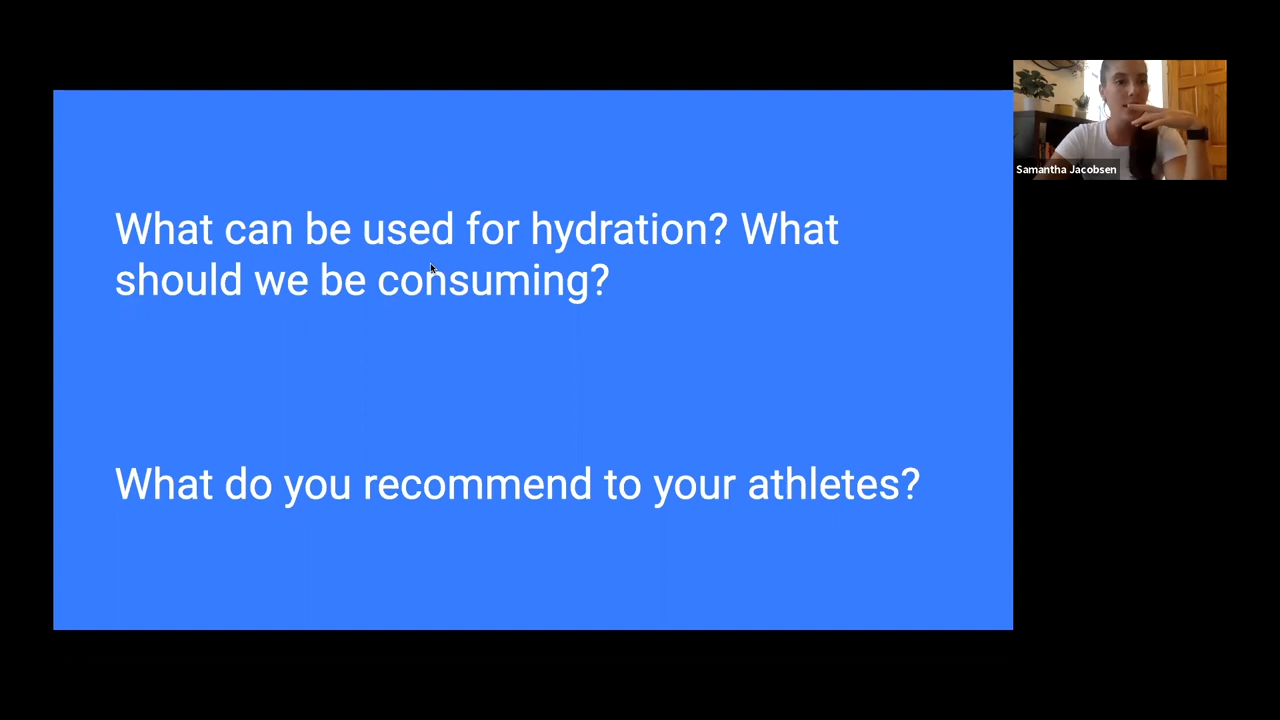 What can be used for hydration? What
should we be consuming?
What do you recommend to your athletes?
Samantha Jacobsen